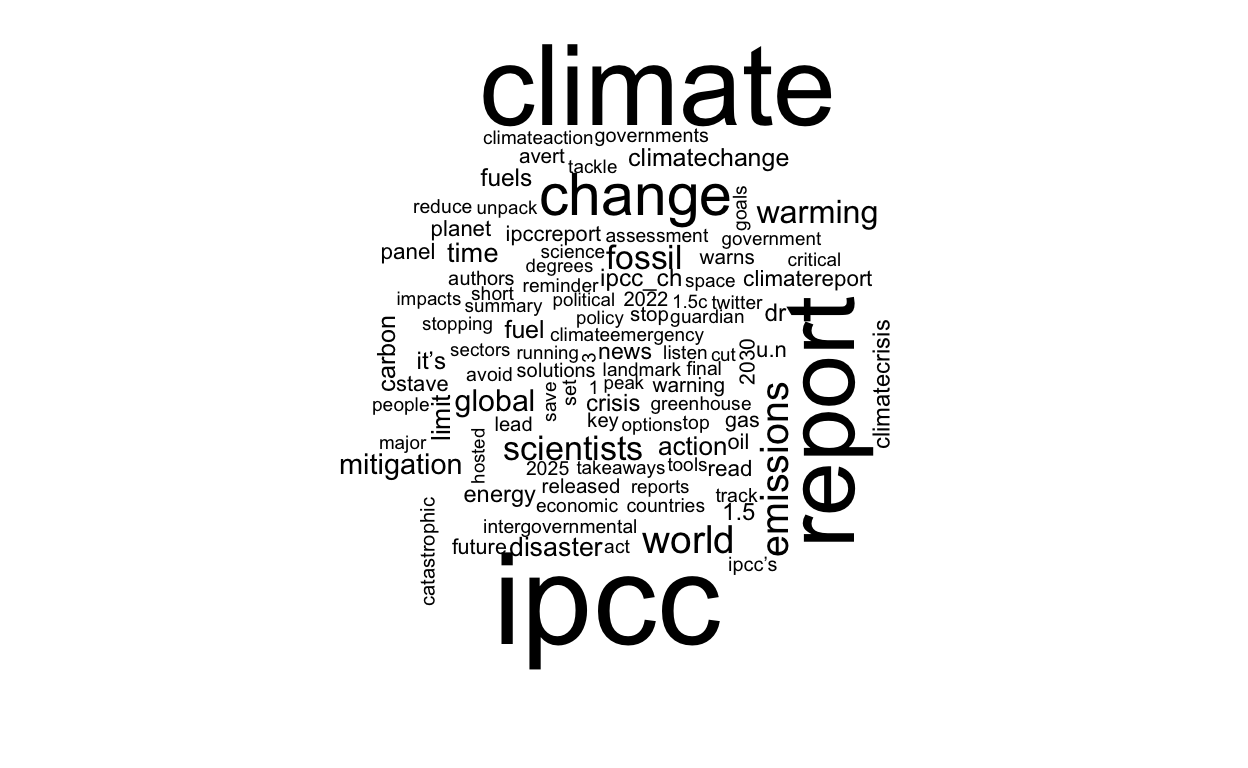 climate
climateaction governments
avert tackle climatechange
fuels
change
goals
reduce unpack warming
planet ipccreport assessment government
panel time science fossil warns critical
degrees
authors reminder ipcc_ch space climatereport
impacts short summary political 2022 1.5c twitter
policy stop guardian dr
stopping fuel climateemergency
report
climatecrisis
carbon
it's sectors running 3 news listen cut 2030 u.n
avoid solutions landmark final
stave save set 1 peak warning
people limit global crisis greenhouse
lead key options top gas
major hosted scientists action oil
mitigation 2025 takeaways tools read
emissions
energy released reports track
economic countries 1.5
catastrophic
intergovernmental
future disaster act world
ipcc's
ipcc